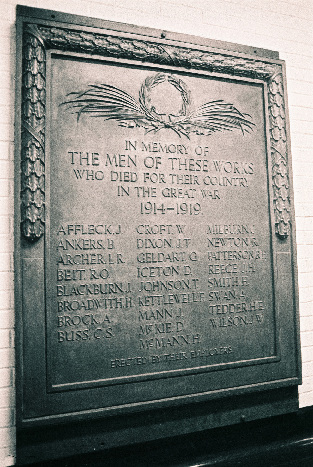 IN MEMORY OF
THE MEN OF THESE WORKS
WHO DIED FOR THEIR COUNTRY
IN THE GREAT WAR
1914-1919
AFFLECK. J. CROFT. W. MILBURN. J.
ANKERS. B. DIXON. J.T. NEWTON. R.
ARCHER. J.R. GELDART. G. PATTERSON.
BEIT. R.O. ICETON. D. REECE. J.H.
BLACKBURN. J. JOHNSON. T. SMITH. E.
BROADWITH. H. KETTLEWELL. T. SWAN. A.
BROCK. A. MANN. J. TEDDER. H.R.
BUSS. C.S. McKIE. D. WILSON. J.W.
McMANN. H.
ERECTED BY THEIR